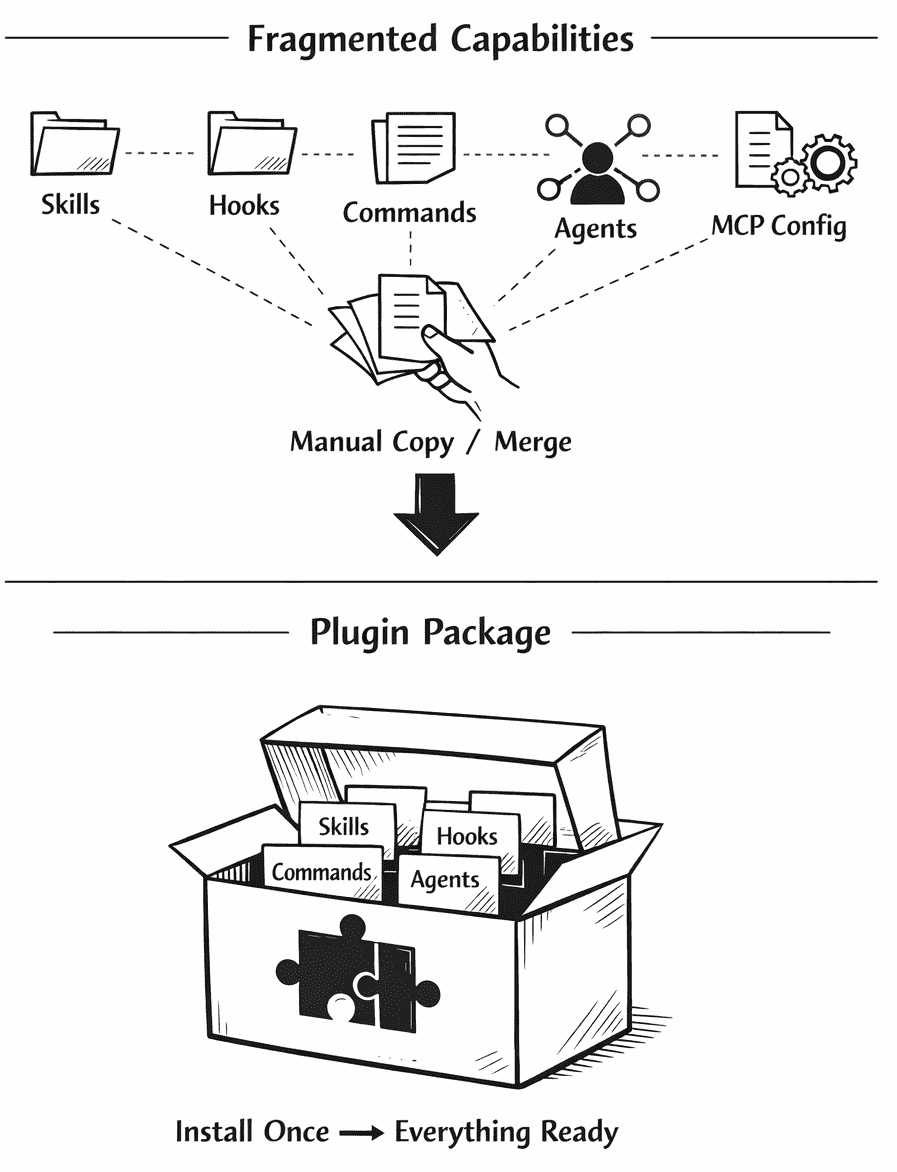 Fragmented Capabilities
Skills
Hooks
Commands
Agents
MCP Config
Manual Copy / Merge
Plugin Package
Skills
Hooks
Commands
Agents
Install Once → Everything Ready